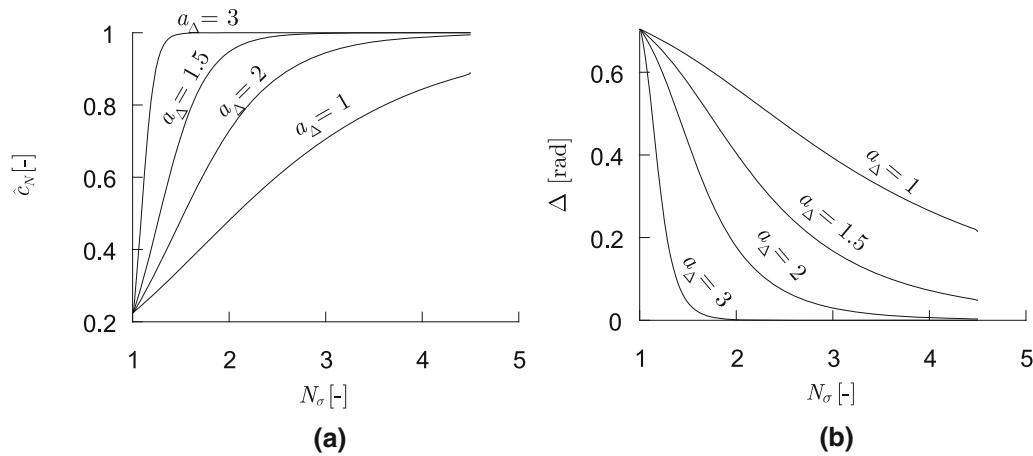 a_Δ = 3
a_Δ = 1.5
a_Δ = 2
a_Δ = 1
1
0.8
0.6
0.4
0.2
ĉ_N [-]
1 2 3 4 5
N_σ [-]
(a)
0.6
0.4
0.2
0
Δ [rad]
a_Δ = 1
a_Δ = 1.5
a_Δ = 2
a_Δ = 3
1 2 3 4 5
N_σ [-]
(b)